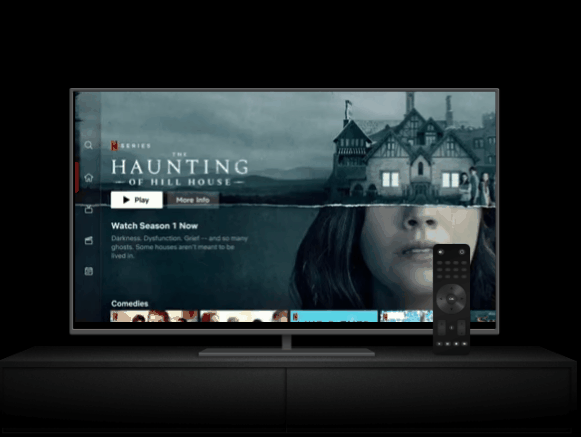 N SERIES
THE
HAUNTING
OF HILL HOUSE
Play
More Info
Watch Season 1 Now
Darkness. Dysfunction. Grief -- and so many
ghosts. Some houses aren't meant to be
lived in.
Comedies